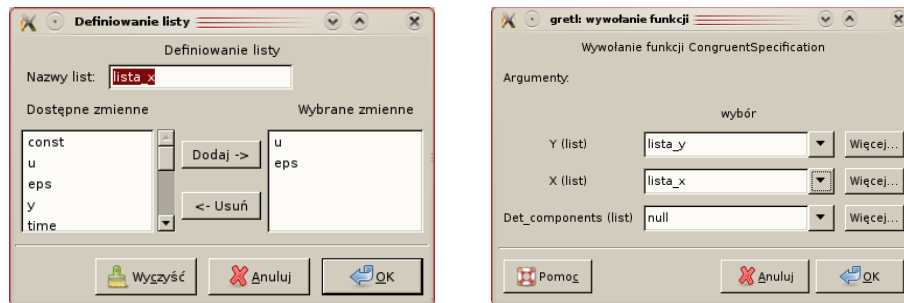 Definiowanie listy
Definiowanie listy
Nazwy list: lista_x
Dostępne zmienne
Wybrane zmienne
const
u
eps
y
time
Dodaj ->
<- Usuń
u
eps
Wyczyść
Anuluj
OK
gretl: wywołanie funkcji
Wywołanie funkcji CongruentSpecification
Argumenty:
wybór
Y (list) lista_y Więcej...
X (list) lista_x Więcej...
Det_components (list) null Więcej...
Pomoc
Anuluj
OK